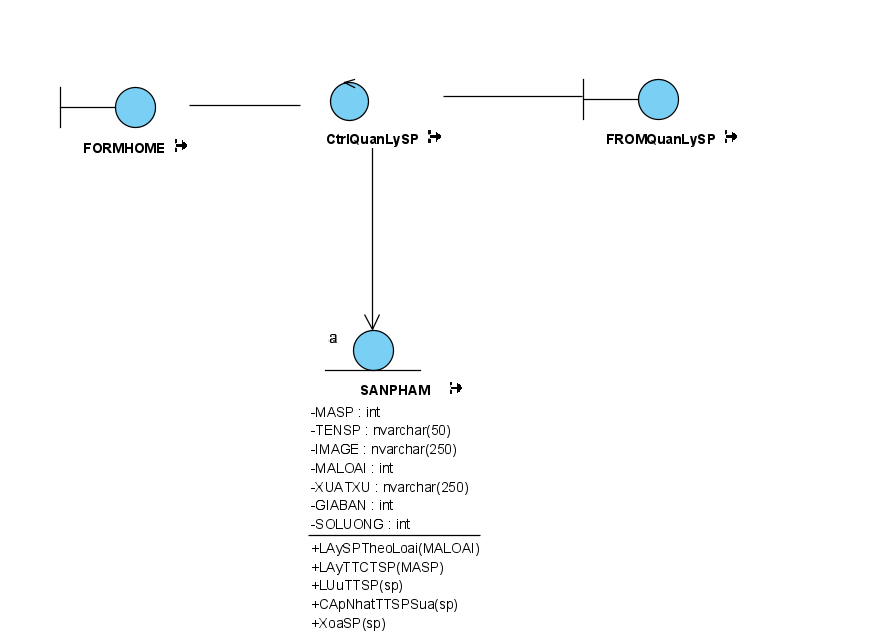 FORMHOME
CtrlQuanLySP
FROMQuanLySP
a
SANPHAM
-MASP : int
-TENSP : nvarchar(50)
-IMAGE : nvarchar(250)
-MALOAI : int
-XUATXU : nvarchar(250)
-GIABAN : int
-SOLUONG : int
+LAySPTheoLoai(MALOAI)
+LAyTTCTSP(MASP)
+LUuTTSP(sp)
+CApNhatTTSPSua(sp)
+XoaSP(sp)